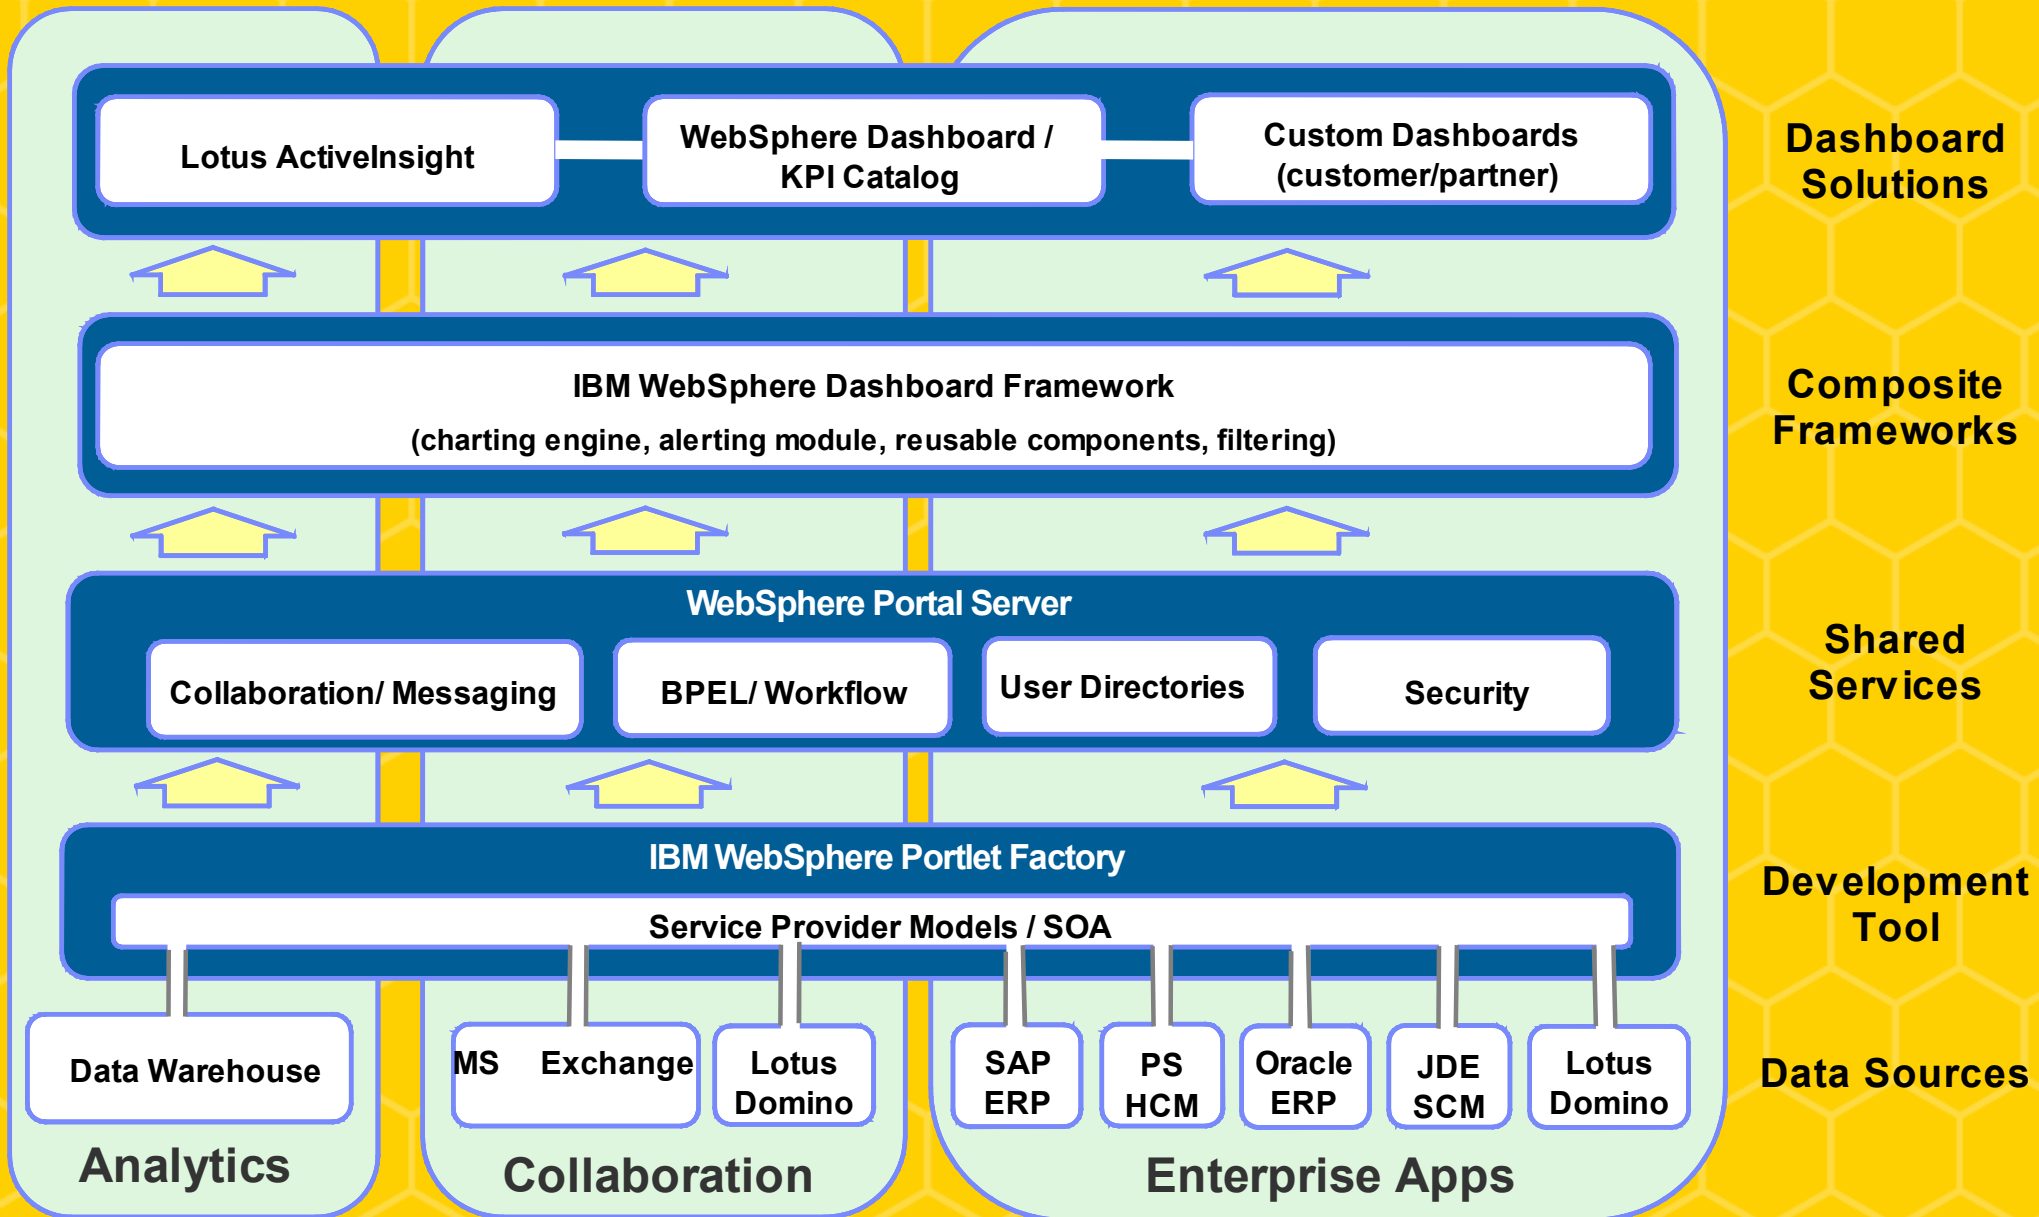 Lotus ActiveInsight
WebSphere Dashboard /
KPI Catalog
Custom Dashboards
(customer/partner)
Dashboard
Solutions
IBM WebSphere Dashboard Framework
(charting engine, alerting module, reusable components, filtering)
Composite
Frameworks
WebSphere Portal Server
Collaboration/ Messaging
BPEL/ Workflow
User Directories
Security
Shared
Services
IBM WebSphere Portlet Factory
Service Provider Models / SOA
Development
Tool
Data Warehouse
MS Exchange
Lotus
Domino
SAP
ERP
PS
HCM
Oracle
ERP
JDE
SCM
Lotus
Domino
Data Sources
Analytics
Collaboration
Enterprise Apps